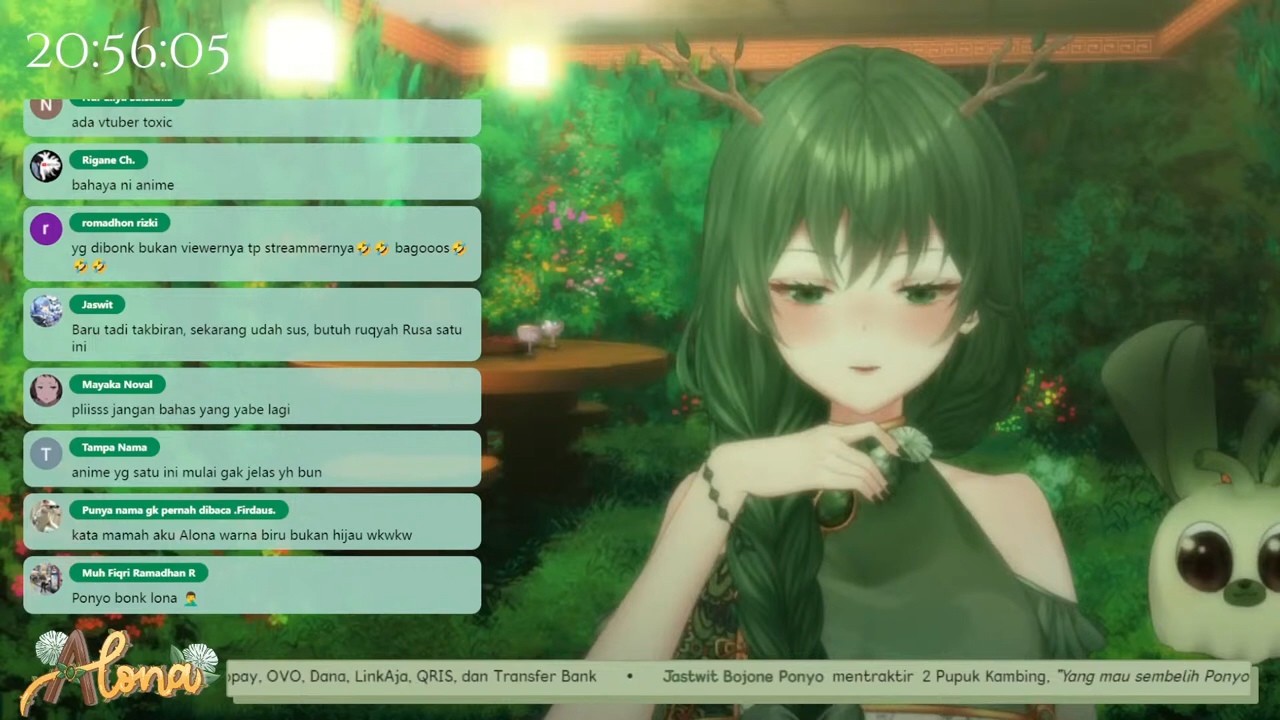 20:56:05
N
ada vtuber toxic
Rigane Ch.
bahaya ni anime
r
romadhon rizki
yg dibonk bukan viewernya tp streammernya🤣 🤣 bagooos🤣
🤣 🤣
Jaswit
Baru tadi takbiran, sekarang udah sus, butuh ruqyah Rusa satu
ini
Mayaka Noval
pliisss jangan bahas yang yabe lagi
T
Tampa Nama
anime yg satu ini mulai gak jelas yh bun
Punya nama gk pernah dibaca .Firdaus.
kata mamah aku Alona warna biru bukan hijau wkwkw
Muh Fiqri Ramadhan R
Ponyo bonk lona 🤦‍♂️
Alona
opay, OVO, Dana, LinkAja, QRIS, dan Transfer Bank • Jastwit Bojone Ponyo mentraktir 2 Pupuk Kambing, "Yang mau sembelih Ponyo